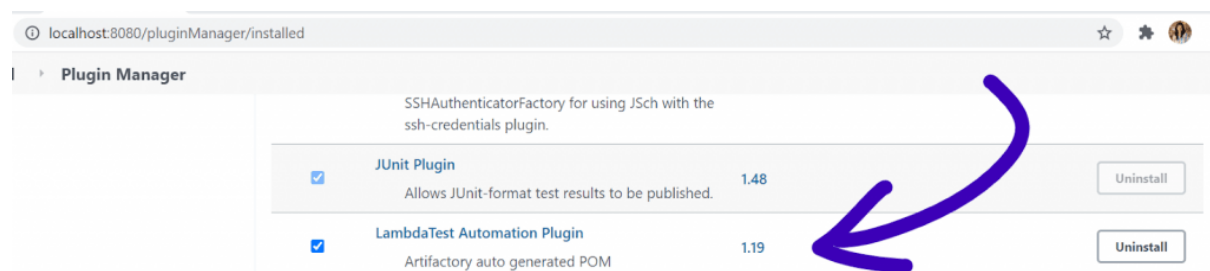 localhost:8080/pluginManager/installed
Plugin Manager
SSHAuthenticatorFactory for using JSch with the
ssh-credentials plugin.
JUnit Plugin
1.48
Uninstall
Allows JUnit-format test results to be published.
LambdaTest Automation Plugin
1.19
Uninstall
Artifactory auto generated POM